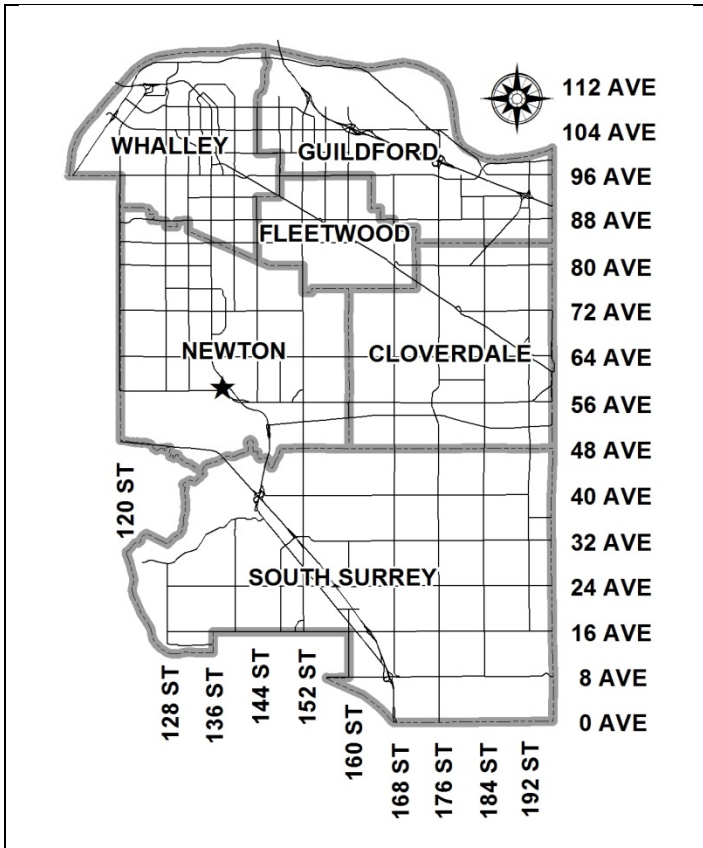 112 AVE
104 AVE
WHALLEY
GUILDFORD
96 AVE
88 AVE
FLEETWOOD
80 AVE
72 AVE
NEWTON
CLOVERDALE
64 AVE
56 AVE
48 AVE
120 ST
40 AVE
32 AVE
SOUTH SURREY
24 AVE
16 AVE
128 ST
136 ST
144 ST
152 ST
160 ST
8 AVE
0 AVE
168 ST
176 ST
184 ST
192 ST